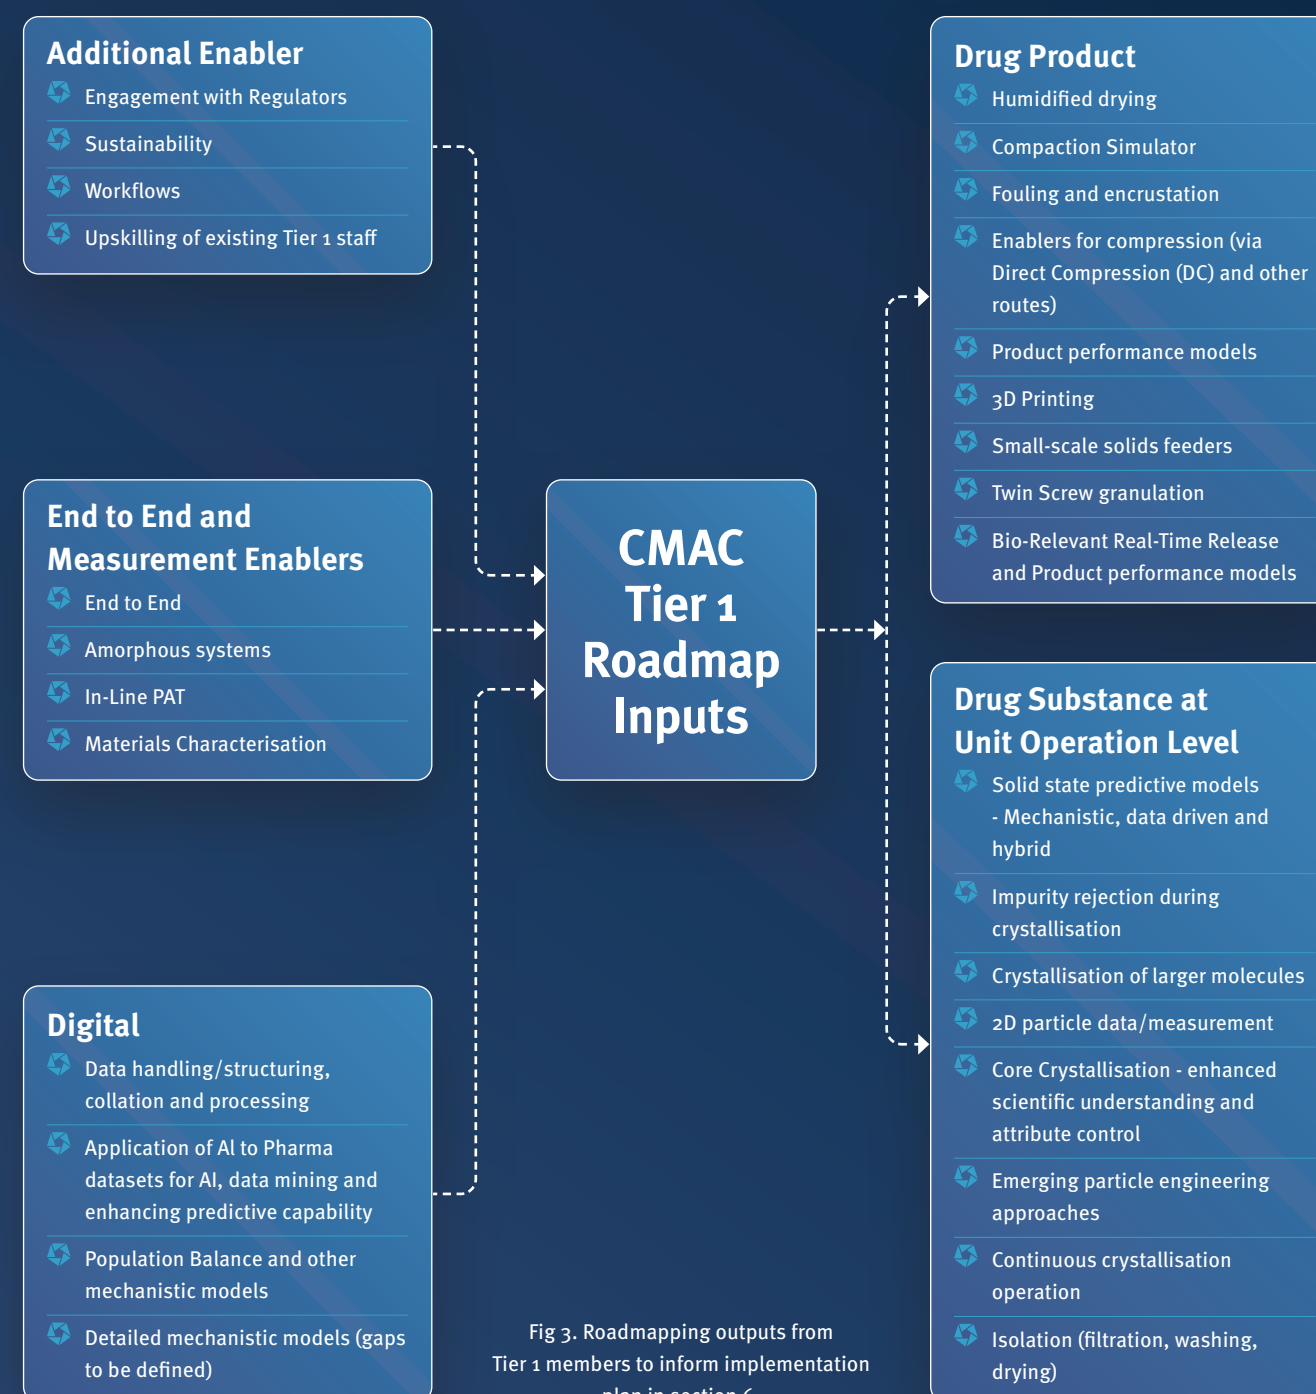 Additional Enabler
Engagement with Regulators
Sustainability
Workflows
Upskilling of existing Tier 1 staff
End to End and
Measurement Enablers
End to End
Amorphous systems
In-Line PAT
Materials Characterisation
Digital
Data handling/structuring,
collation and processing
Application of Al to Pharma
datasets for AI, data mining and
enhancing predictive capability
Population Balance and other
mechanistic models
Detailed mechanistic models (gaps
to be defined)
CMAC
Tier 1
Roadmap
Inputs
Drug Product
Humidified drying
Compaction Simulator
Fouling and encrustation
Enablers for compression (via
Direct Compression (DC) and other
routes)
Product performance models
3D Printing
Small-scale solids feeders
Twin Screw granulation
Bio-Relevant Real-Time Release
and Product performance models
Drug Substance at
Unit Operation Level
Solid state predictive models
- Mechanistic, data driven and
hybrid
Impurity rejection during
crystallisation
Crystallisation of larger molecules
2D particle data/measurement
Core Crystallisation - enhanced
scientific understanding and
attribute control
Emerging particle engineering
approaches
Continuous crystallisation
operation
Isolation (filtration, washing,
drying)
Fig 3. Roadmapping outputs from
Tier 1 members to inform implementation
plan in section 6